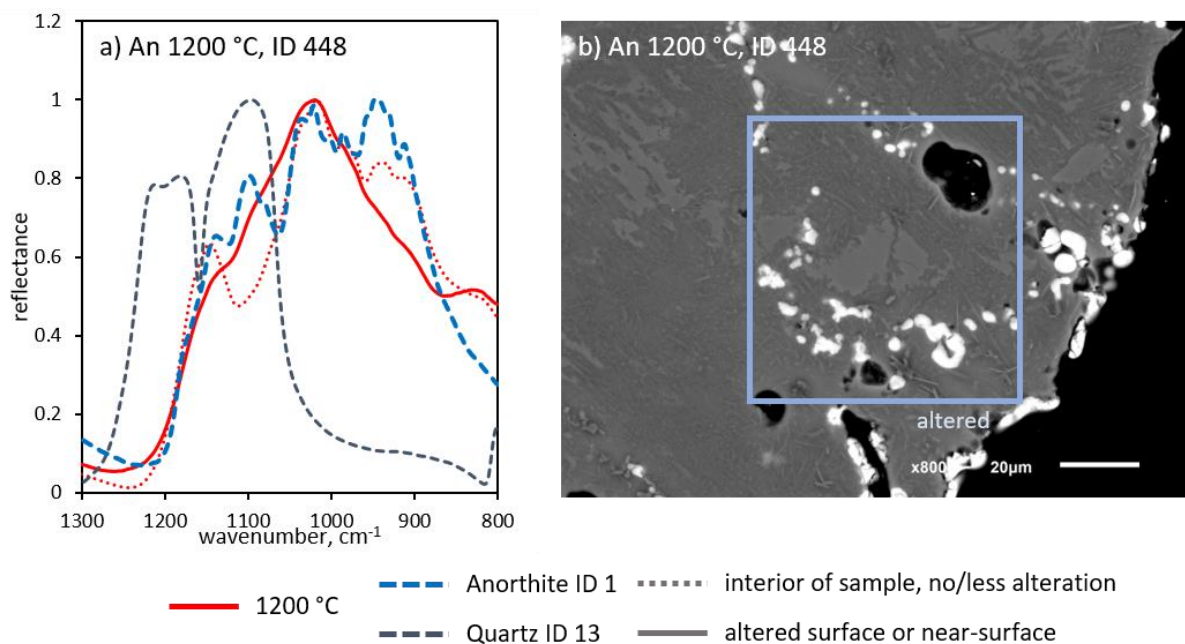 a) An 1200 °C, ID 448
reflectance
1.2
1
0.8
0.6
0.4
0.2
0
1300 1200 1100 1000 900 800
wavenumber, cm-1
b) An 1200 °C, ID 448
altered
x800 20µm
1200 °C
Anorthite ID 1
Quartz ID 13
interior of sample, no/less alteration
altered surface or near-surface